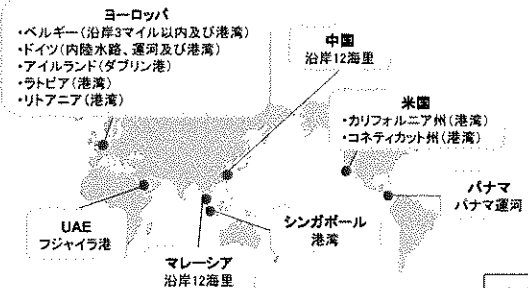 ヨーロッパ
・ベルギー（沿岸3マイル以内及び港湾）
・ドイツ（内陸水路、運河及び港湾）
・アイルランド（ダブリン港）
・ラトビア（港湾）
・リトアニア（港湾）
中国
沿岸12海里
米国
・カリフォルニア州（港湾）
・コネティカット州（港湾）
パナマ
パナマ運河
シンガポール
港湾
マレーシア
沿岸12海里
UAE
フジャイラ港